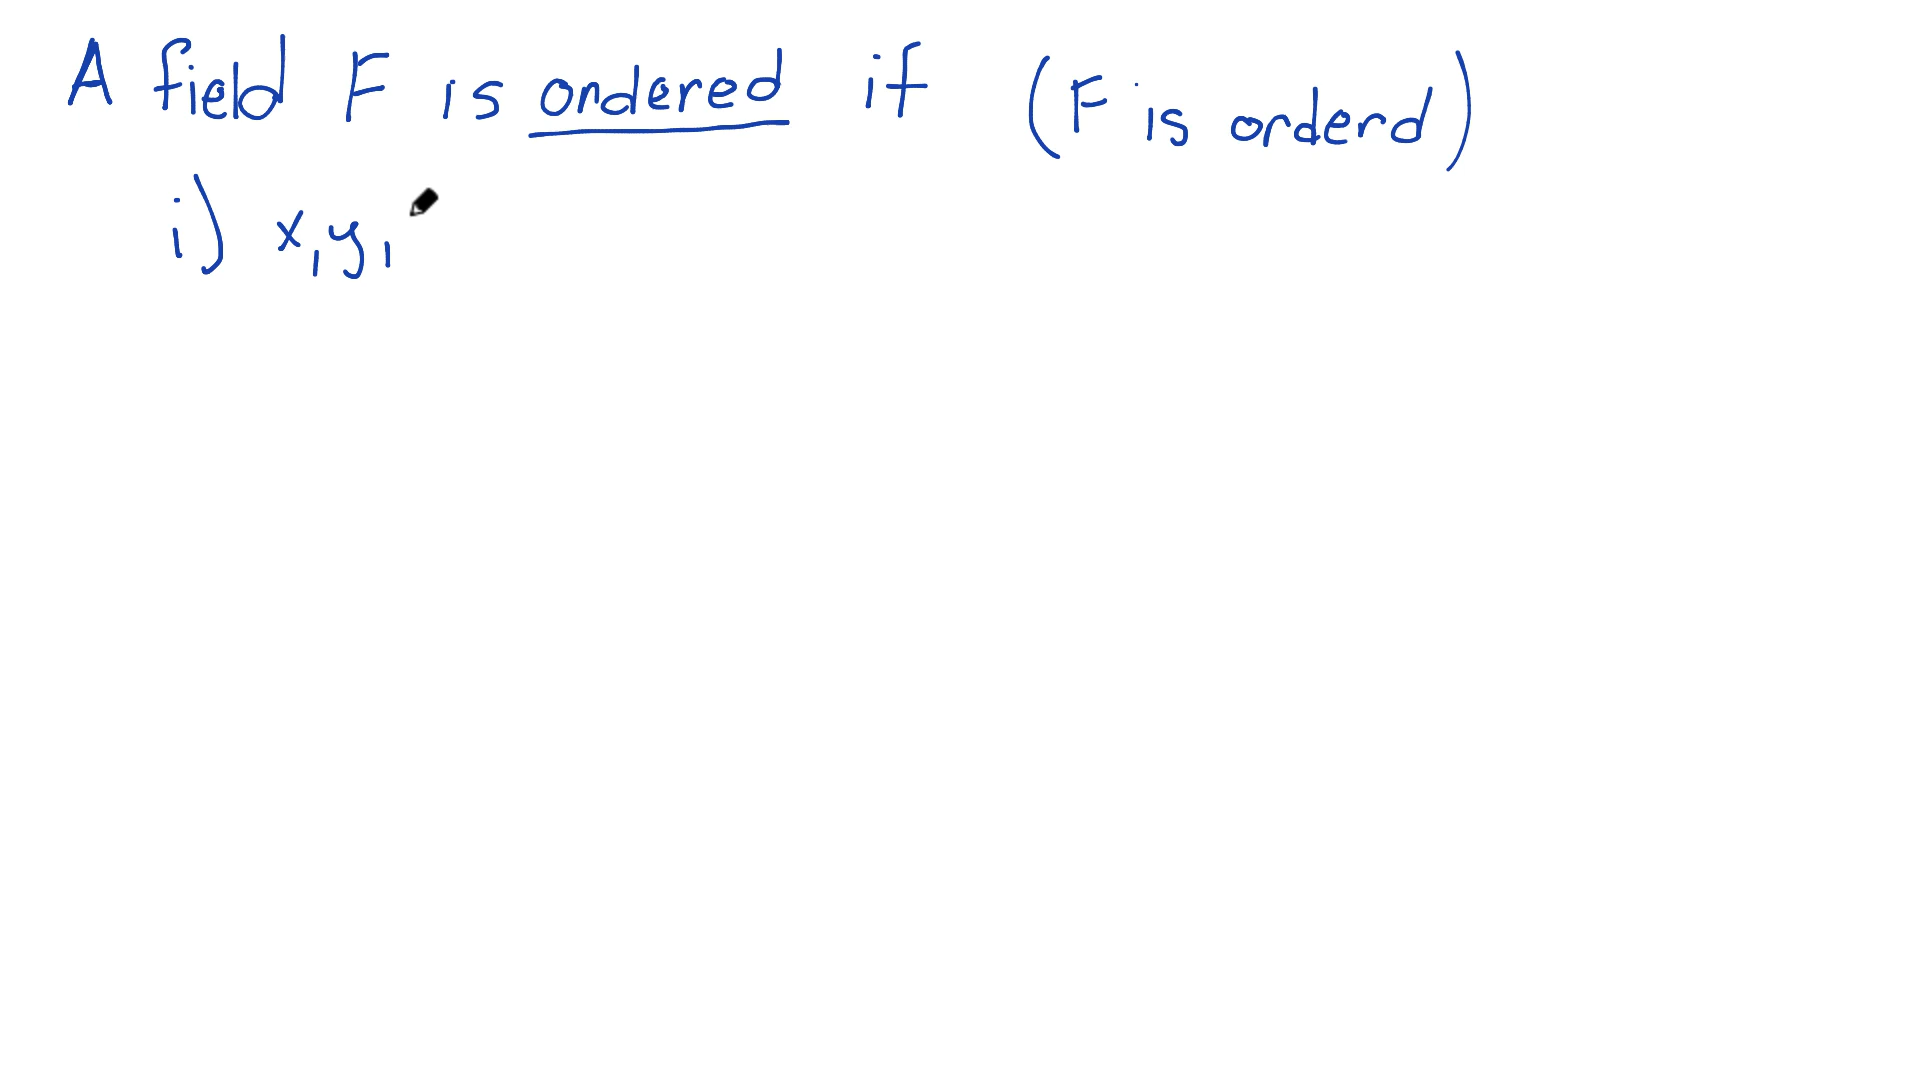 A field F is ordered if (F is orderd)
i) x, y,